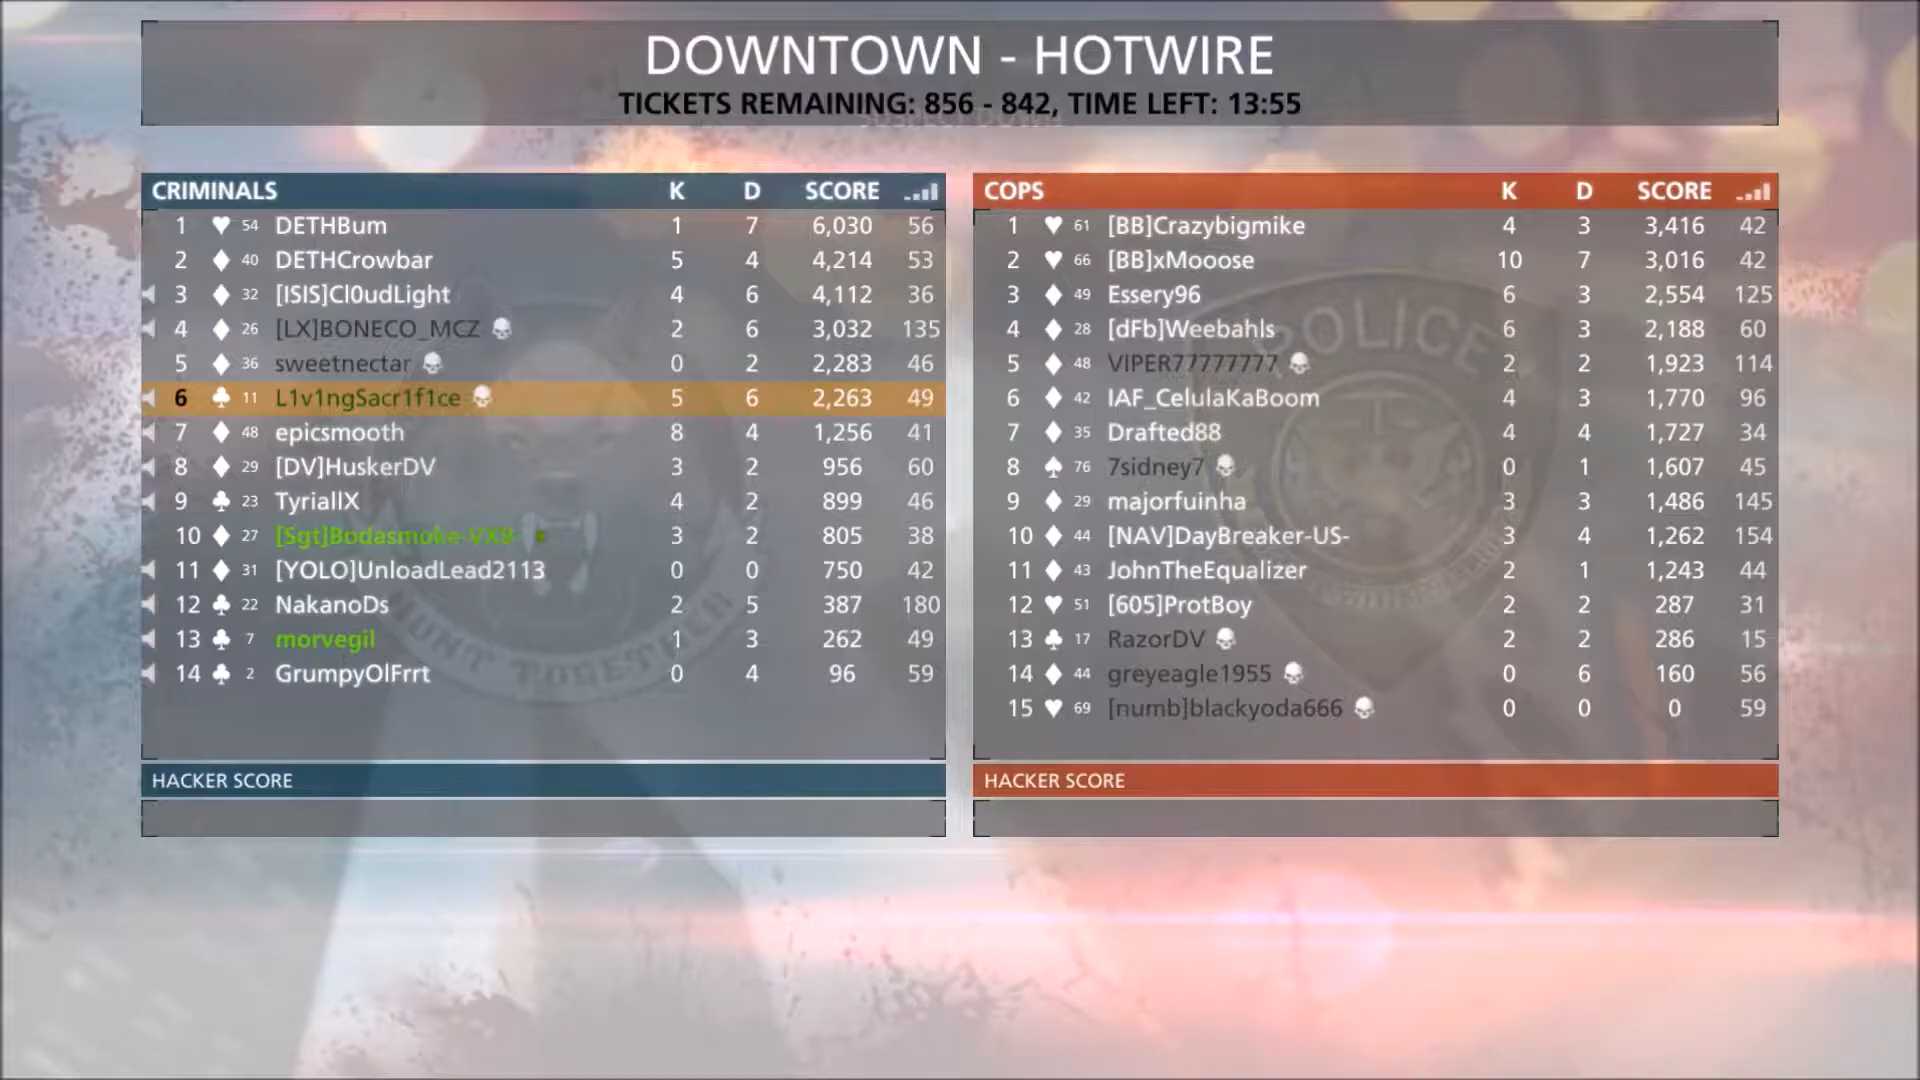 DOWNTOWN - HOTWIRE
TICKETS REMAINING: 856 - 842, TIME LEFT: 13:55
CRIMINALS K D SCORE
1 54 DETHBum 1 7 6,030 56
2 40 DETHCrowbar 5 4 4,214 53
3 32 [ISIS]Cl0udLight 4 6 4,112 36
4 26 [LX]BONECO_MCZ 2 6 3,032 135
5 36 sweetnectar 0 2 2,283 46
6 11 L1v1ngSacr1f1ce 5 6 2,263 49
7 48 epicsmooth 8 4 1,256 41
8 29 [DV]HuskerDV 3 2 956 60
9 23 TyriallX 4 2 899 46
10 27 [Sgt]Bodasmoke-VX9- 3 2 805 38
11 31 [YOLO]UnloadLead2113 0 0 750 42
12 22 NakanoDs 2 5 387 180
13 7 morvegil 1 3 262 49
14 2 GrumpyOlFrrt 0 4 96 59
HUNT TOGETHER
HACKER SCORE
COPS K D SCORE
1 61 [BB]Crazybigmike 4 3 3,416 42
2 66 [BB]xMooose 10 7 3,016 42
3 49 Essery96 6 3 2,554 125
4 28 [dFb]Weebahls 6 3 2,188 60
5 48 VIPER77777777 2 2 1,923 114
6 42 IAF_CelulaKaBoom 4 3 1,770 96
7 35 Drafted88 4 4 1,727 34
8 76 7sidney7 0 1 1,607 45
9 29 majorfuinha 3 3 1,486 145
10 44 [NAV]DayBreaker-US- 3 4 1,262 154
11 43 JohnTheEqualizer 2 1 1,243 44
12 51 [605]ProtBoy 2 2 287 31
13 17 RazorDV 2 2 286 15
14 44 greyeagle1955 0 6 160 56
15 69 [numb]blackyoda666 0 0 0 59
POLICE
HACKER SCORE